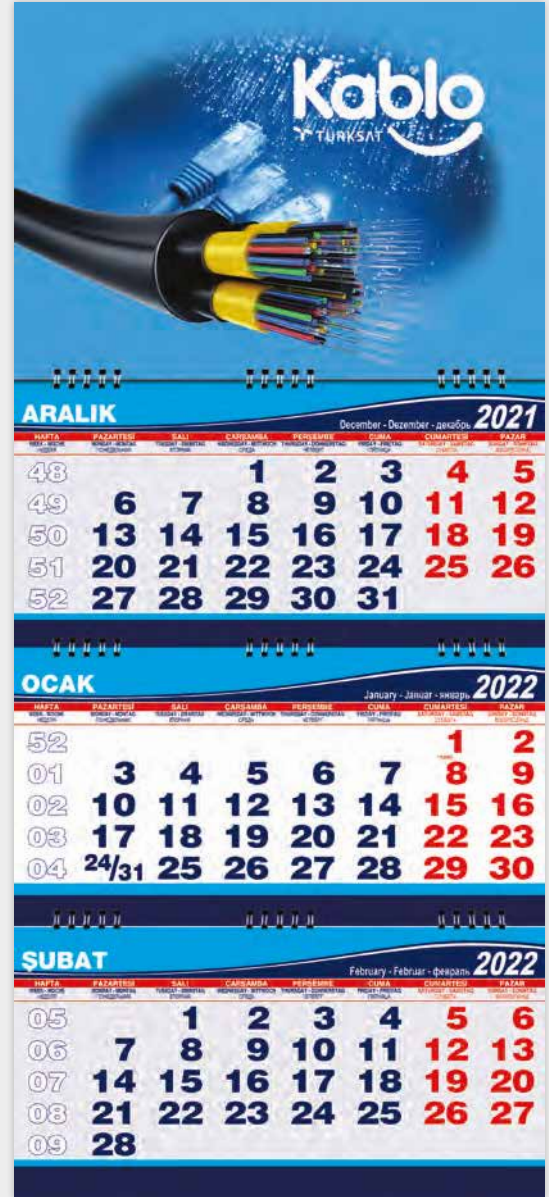 Kablo
TÜRKSAT
ARALIK December - Dezember - декабрь 2021
HAFTA PAZARTESİ SALI ÇARŞAMBA PERŞEMBE CUMA CUMARTESİ PAZAR
48 1 2 3 4 5
49 6 7 8 9 10 11 12
50 13 14 15 16 17 18 19
51 20 21 22 23 24 25 26
52 27 28 29 30 31
OCAK January - Januar - январь 2022
HAFTA PAZARTESİ SALI ÇARŞAMBA PERŞEMBE CUMA CUMARTESİ PAZAR
52 1 2
01 3 4 5 6 7 8 9
02 10 11 12 13 14 15 16
03 17 18 19 20 21 22 23
04 24/31 25 26 27 28 29 30
ŞUBAT February - Februar - февраль 2022
HAFTA PAZARTESİ SALI ÇARŞAMBA PERŞEMBE CUMA CUMARTESİ PAZAR
05 1 2 3 4 5 6
06 7 8 9 10 11 12 13
07 14 15 16 17 18 19 20
08 21 22 23 24 25 26 27
09 28